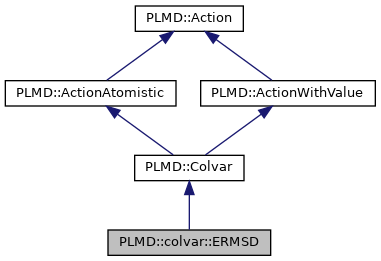 PLMD::Action
PLMD::ActionAtomistic
PLMD::ActionWithValue
PLMD::Colvar
PLMD::colvar::ERMSD